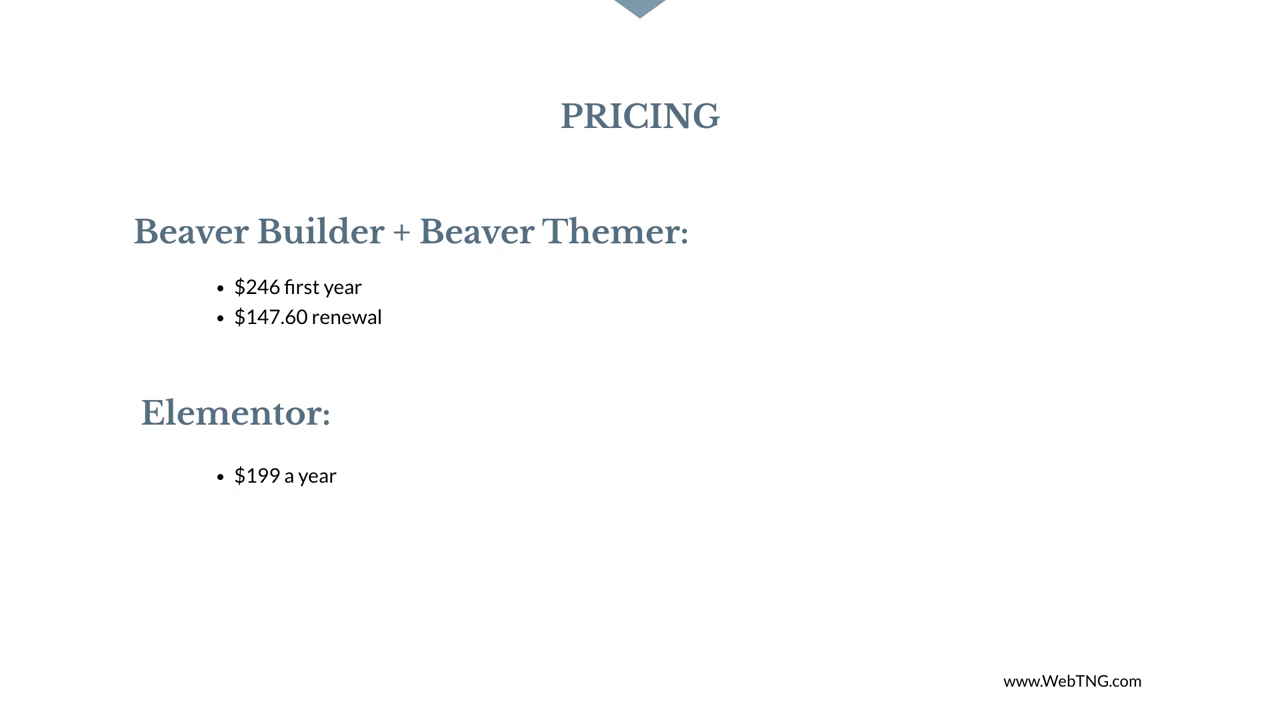 PRICING
Beaver Builder + Beaver Themer:
• $246 first year
• $147.60 renewal
Elementor:
• $199 a year
www.WebTNG.com